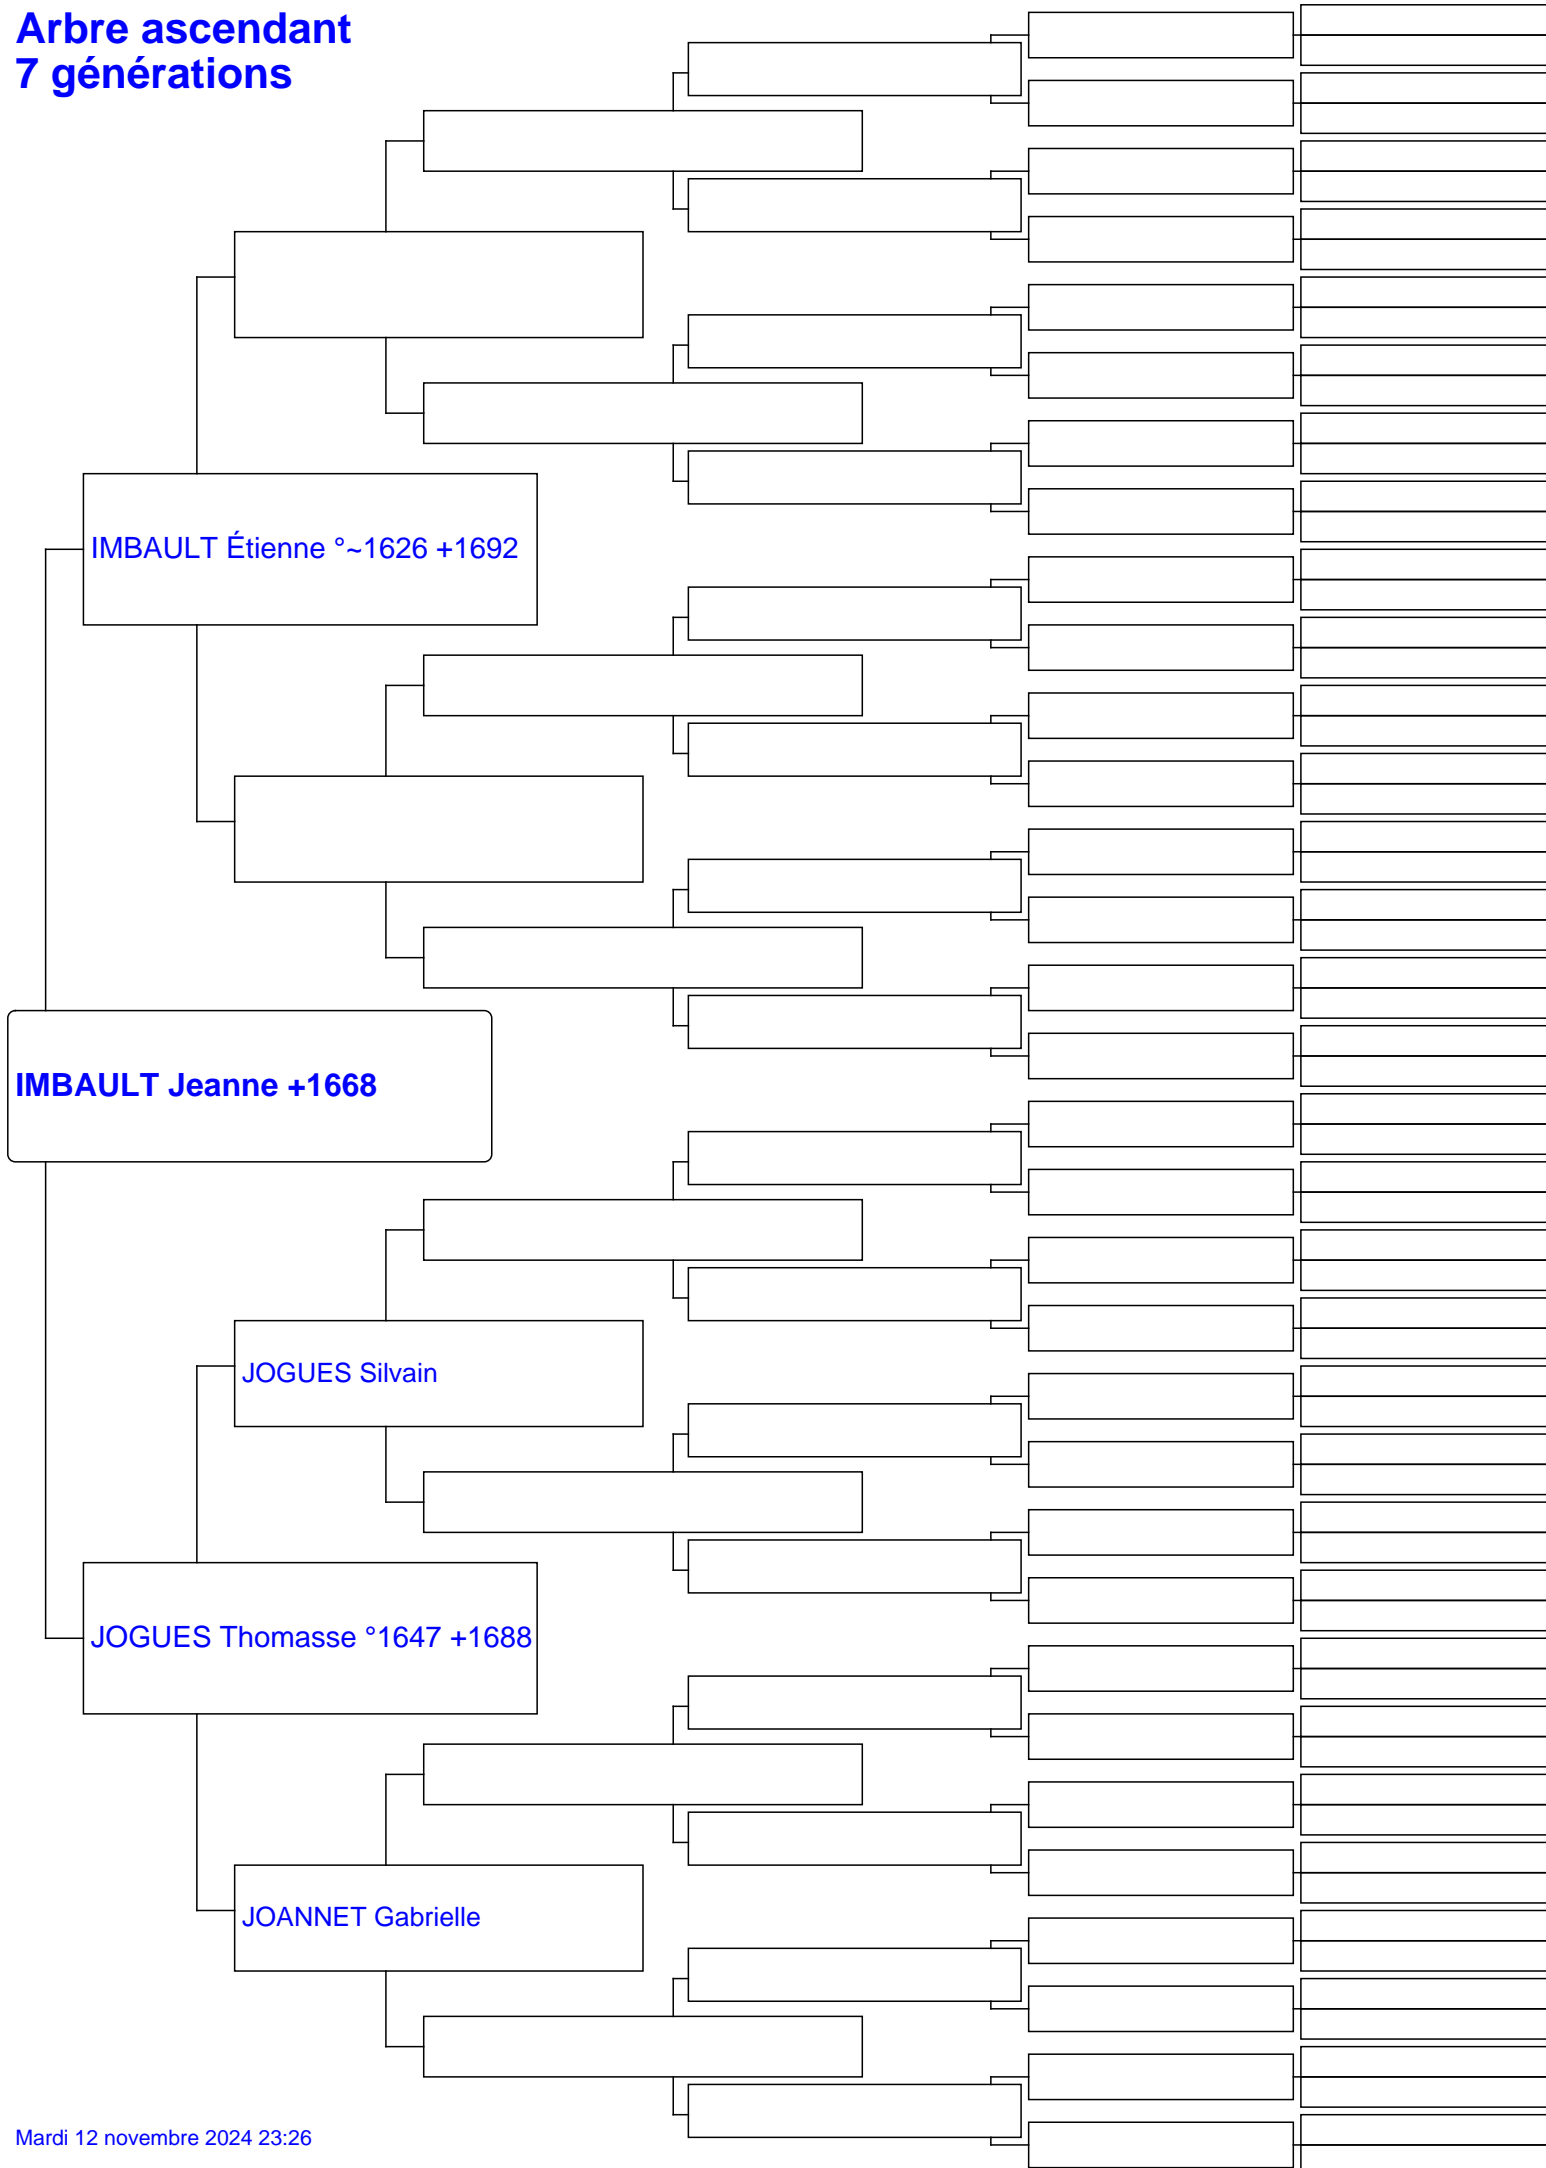 Arbre ascendant
7 générations
IMBAULT Étienne °~1626 +1692
IMBAULT Jeanne +1668
JOGUES Silvain
JOGUES Thomasse °1647 +1688
JOANNET Gabrielle
Mardi 12 novembre 2024 23:26